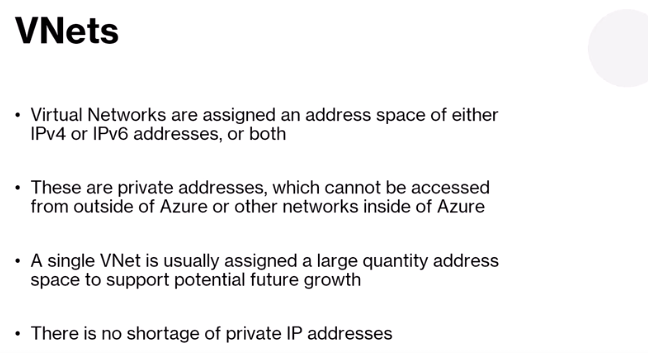 VNets
• Virtual Networks are assigned an address space of either
IPv4 or IPv6 addresses, or both
• These are private addresses, which cannot be accessed
from outside of Azure or other networks inside of Azure
• A single VNet is usually assigned a large quantity address
space to support potential future growth
• There is no shortage of private IP addresses